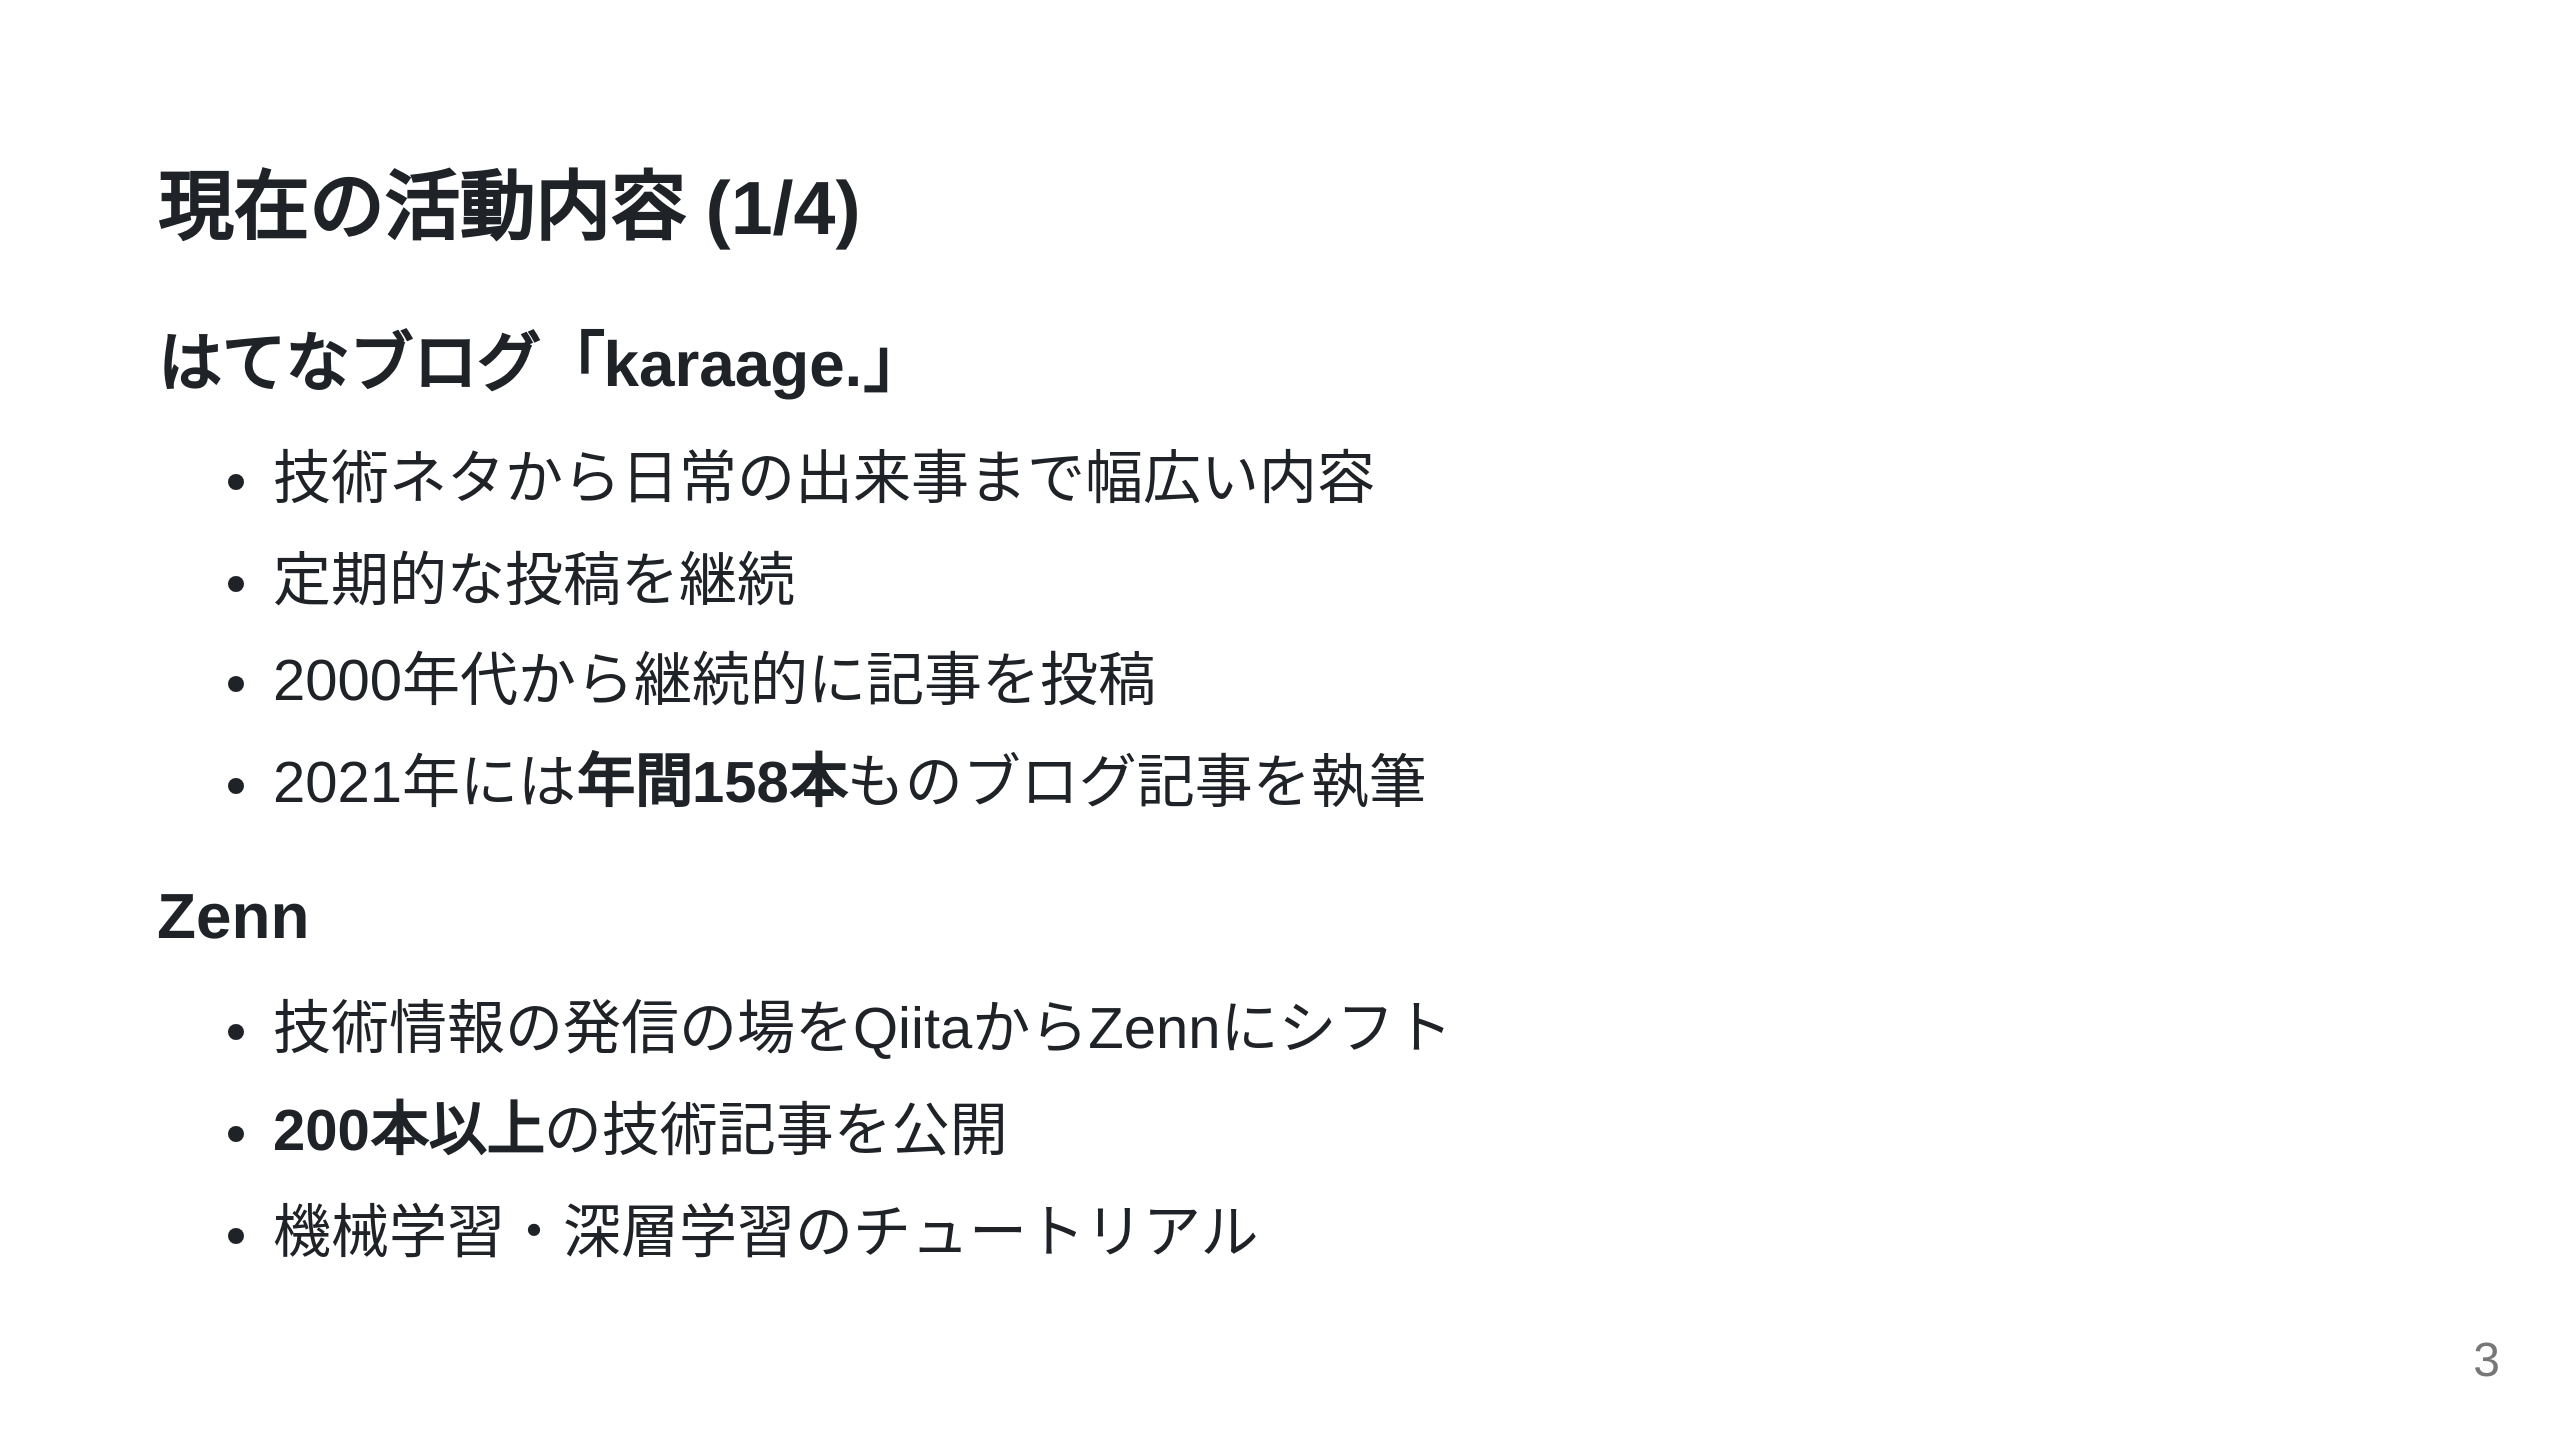 現在の活動内容 (1/4)
はてなブログ「karaage.」
• 技術ネタから日常の出来事まで幅広い内容
• 定期的な投稿を継続
• 2000年代から継続的に記事を投稿
• 2021年には年間158本ものブログ記事を執筆
Zenn
• 技術情報の発信の場をQiitaからZennにシフト
• 200本以上の技術記事を公開
• 機械学習・深層学習のチュートリアル
3